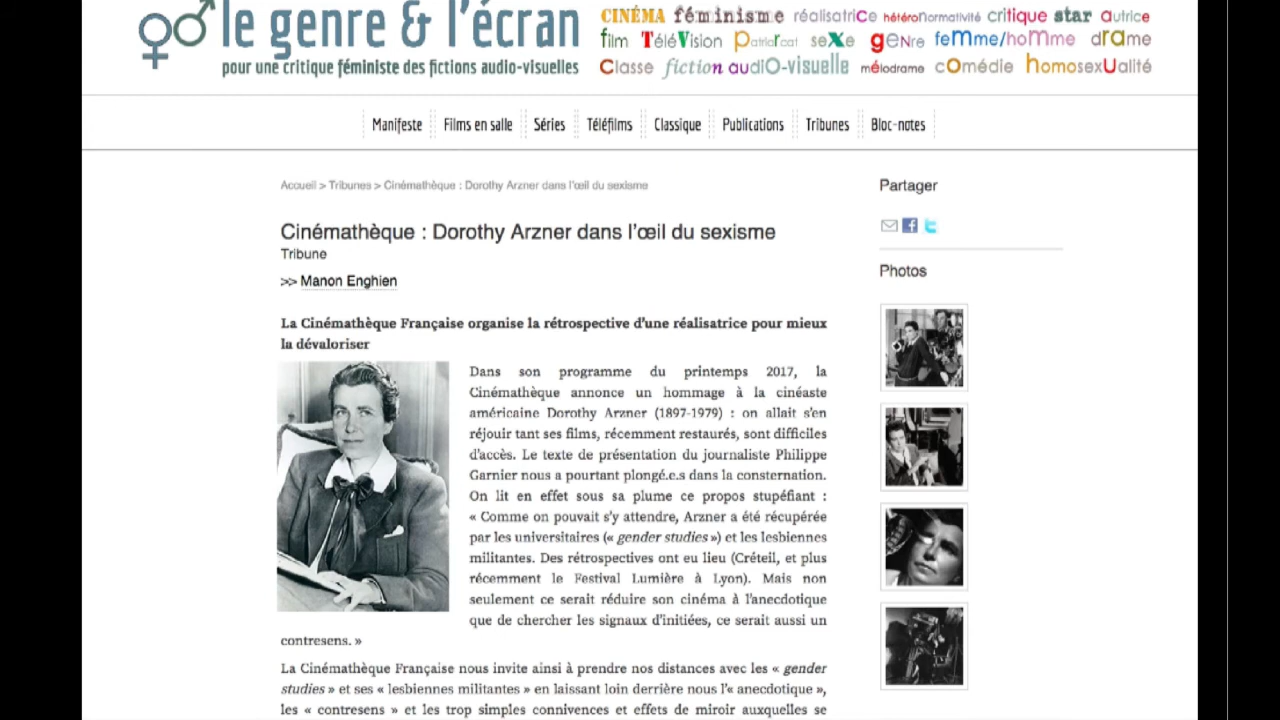 le genre & l'écran
pour une critique féministe des fictions audio-visuelles
CINÉMA féminisme réalisatriCe hétéroNormativité critique star autrice
film TéléVision PatriaRcat seXe genre feMme/hoMme drame
Classe fiction audiO-visuelle mélodrame cOmédie homosexUalité
Manifeste Films en salle Séries Téléfilms Classique Publications Tribunes Bloc-notes
Accueil > Tribunes > Cinémathèque : Dorothy Arzner dans l'œil du sexisme
Cinémathèque : Dorothy Arzner dans l'œil du sexisme
Tribune
>> Manon Enghien
La Cinémathèque Française organise la rétrospective d'une réalisatrice pour mieux
la dévaloriser
Dans son programme du printemps 2017, la
Cinémathèque annonce un hommage à la cinéaste
américaine Dorothy Arzner (1897-1979) : on allait s'en
réjouir tant ses films, récemment restaurés, sont difficiles
d'accès. Le texte de présentation du journaliste Philippe
Garnier nous a pourtant plongé.e.s dans la consternation.
On lit en effet sous sa plume ce propos stupéfiant :
« Comme on pouvait s'y attendre, Arzner a été récupérée
par les universitaires (« gender studies ») et les lesbiennes
militantes. Des rétrospectives ont eu lieu (Créteil, et plus
récemment le Festival Lumière à Lyon). Mais non
seulement ce serait réduire son cinéma à l'anecdotique
que de chercher les signaux d'initiées, ce serait aussi un
contresens. »
La Cinémathèque Française nous invite ainsi à prendre nos distances avec les « gender
studies » et ses « lesbiennes militantes » en laissant loin derrière nous l'« anecdotique »,
les « contresens » et les trop simples connivences et effets de miroir auxquelles se
Partager
Photos